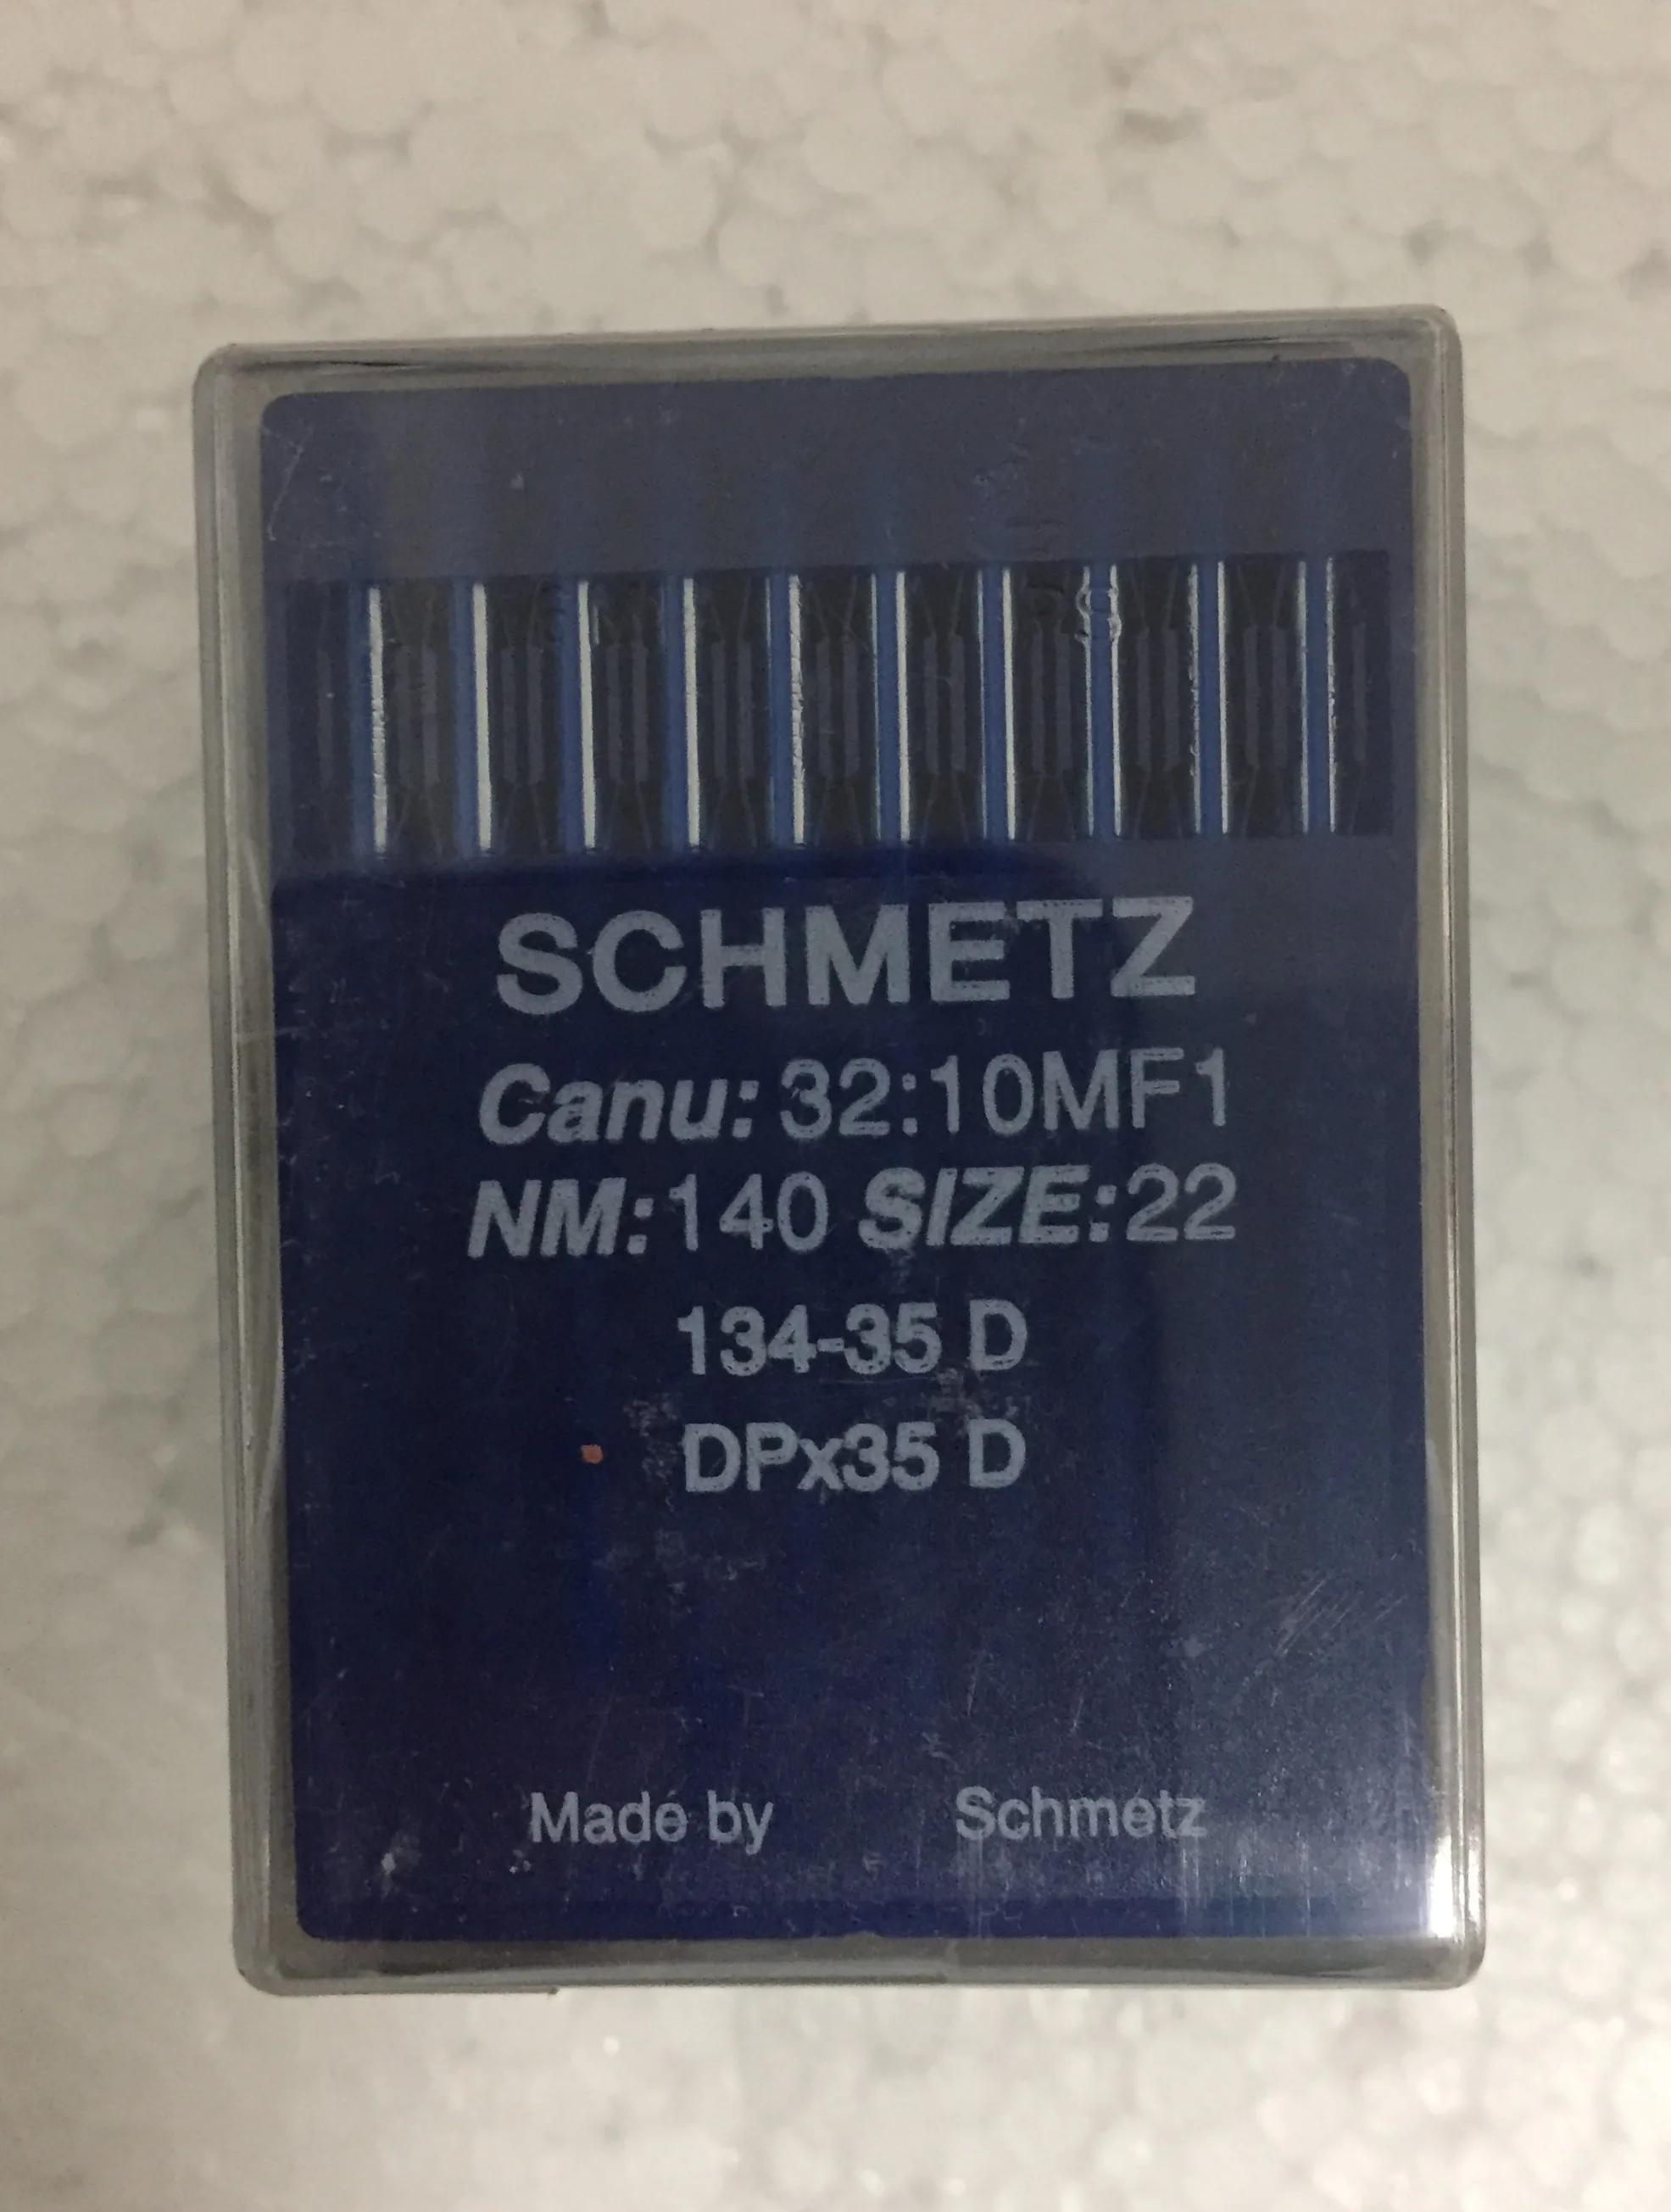 SCHMETZ
Canu: 32:10MF1
NM:140 SIZE:22
134-35 D
DPx35 D
Made by Schmetz